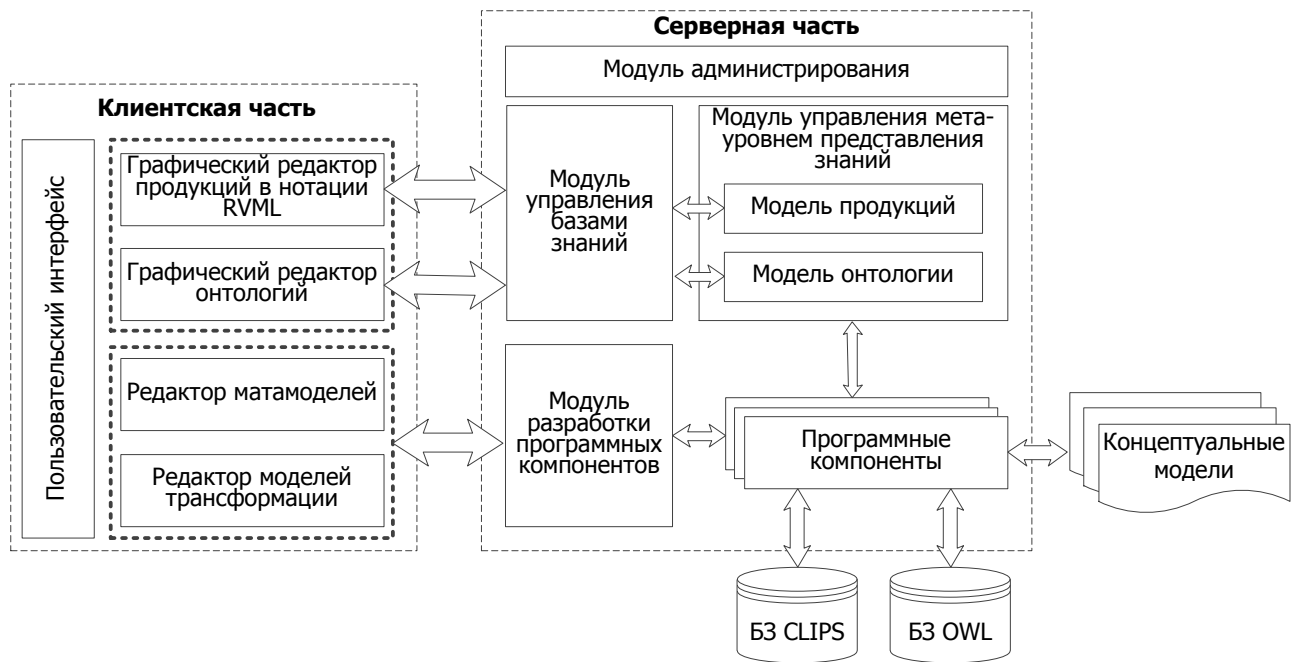 Серверная часть
Модуль администрирования
Клиентская часть
Пользовательский интерфейс
Графический редактор
продукций в нотации
RVML
Графический редактор
онтологий
Редактор матамоделей
Редактор моделей
трансформации
Модуль
управления
базами
знаний
Модуль управления мета-
уровнем представления
знаний
Модель продукций
Модель онтологии
Модуль
разработки
программных
компонентов
Программные
компоненты
Концептуальные
модели
БЗ CLIPS
БЗ OWL